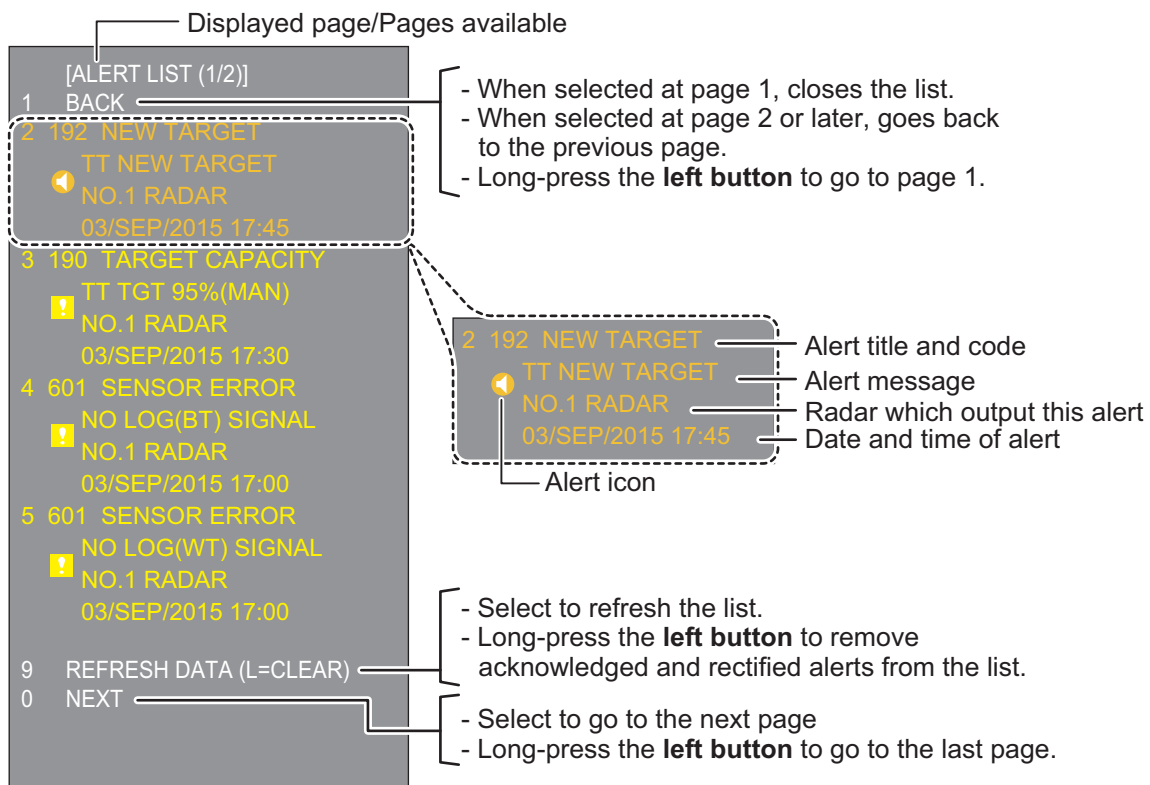 Displayed page/Pages available
[ALERT LIST (1/2)]
1 BACK
2 192 NEW TARGET
TT NEW TARGET
NO.1 RADAR
03/SEP/2015 17:45
3 190 TARGET CAPACITY
TT TGT 95%(MAN)
NO.1 RADAR
03/SEP/2015 17:30
4 601 SENSOR ERROR
NO LOG(BT) SIGNAL
NO.1 RADAR
03/SEP/2015 17:00
5 601 SENSOR ERROR
NO LOG(WT) SIGNAL
NO.1 RADAR
03/SEP/2015 17:00
9 REFRESH DATA (L=CLEAR)
0 NEXT
- When selected at page 1, closes the list.
- When selected at page 2 or later, goes back
to the previous page.
- Long-press the left button to go to page 1.
2 192 NEW TARGET
TT NEW TARGET
NO.1 RADAR
03/SEP/2015 17:45
Alert title and code
Alert message
Radar which output this alert
Date and time of alert
Alert icon
- Select to refresh the list.
- Long-press the left button to remove
acknowledged and rectified alerts from the list.
- Select to go to the next page
- Long-press the left button to go to the last page.